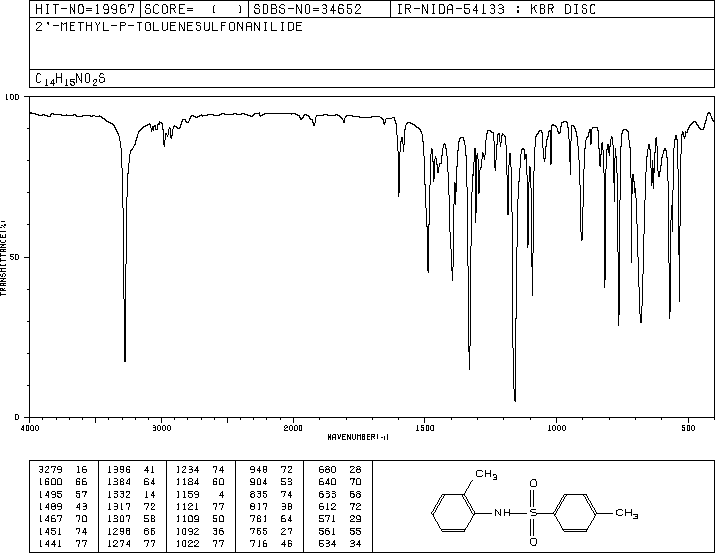 HIT-NO=19967 SCORE= ( ) SDBS-NO=34652 IR-NIDA-54133 : KBR DISC
2'-METHYL-P-TOLUENESULFONANILIDE
C14H15NO2S
100
50
0
TRANSMITTANCE(%)
4000 3000 2000 1500 1000 500
WAVENUMBER(-1)
3279 16 1396 41 1234 74 948 72 680 28
1600 66 1384 64 1184 60 904 53 640 70
1495 57 1332 14 1159 4 835 74 633 68
1489 43 1317 72 1121 77 817 38 612 72
1467 70 1307 58 1109 50 781 64 571 29
1451 74 1298 66 1092 36 765 27 561 55
1441 77 1274 77 1022 77 716 46 534 34
CH3
O
NH S
CH3
O